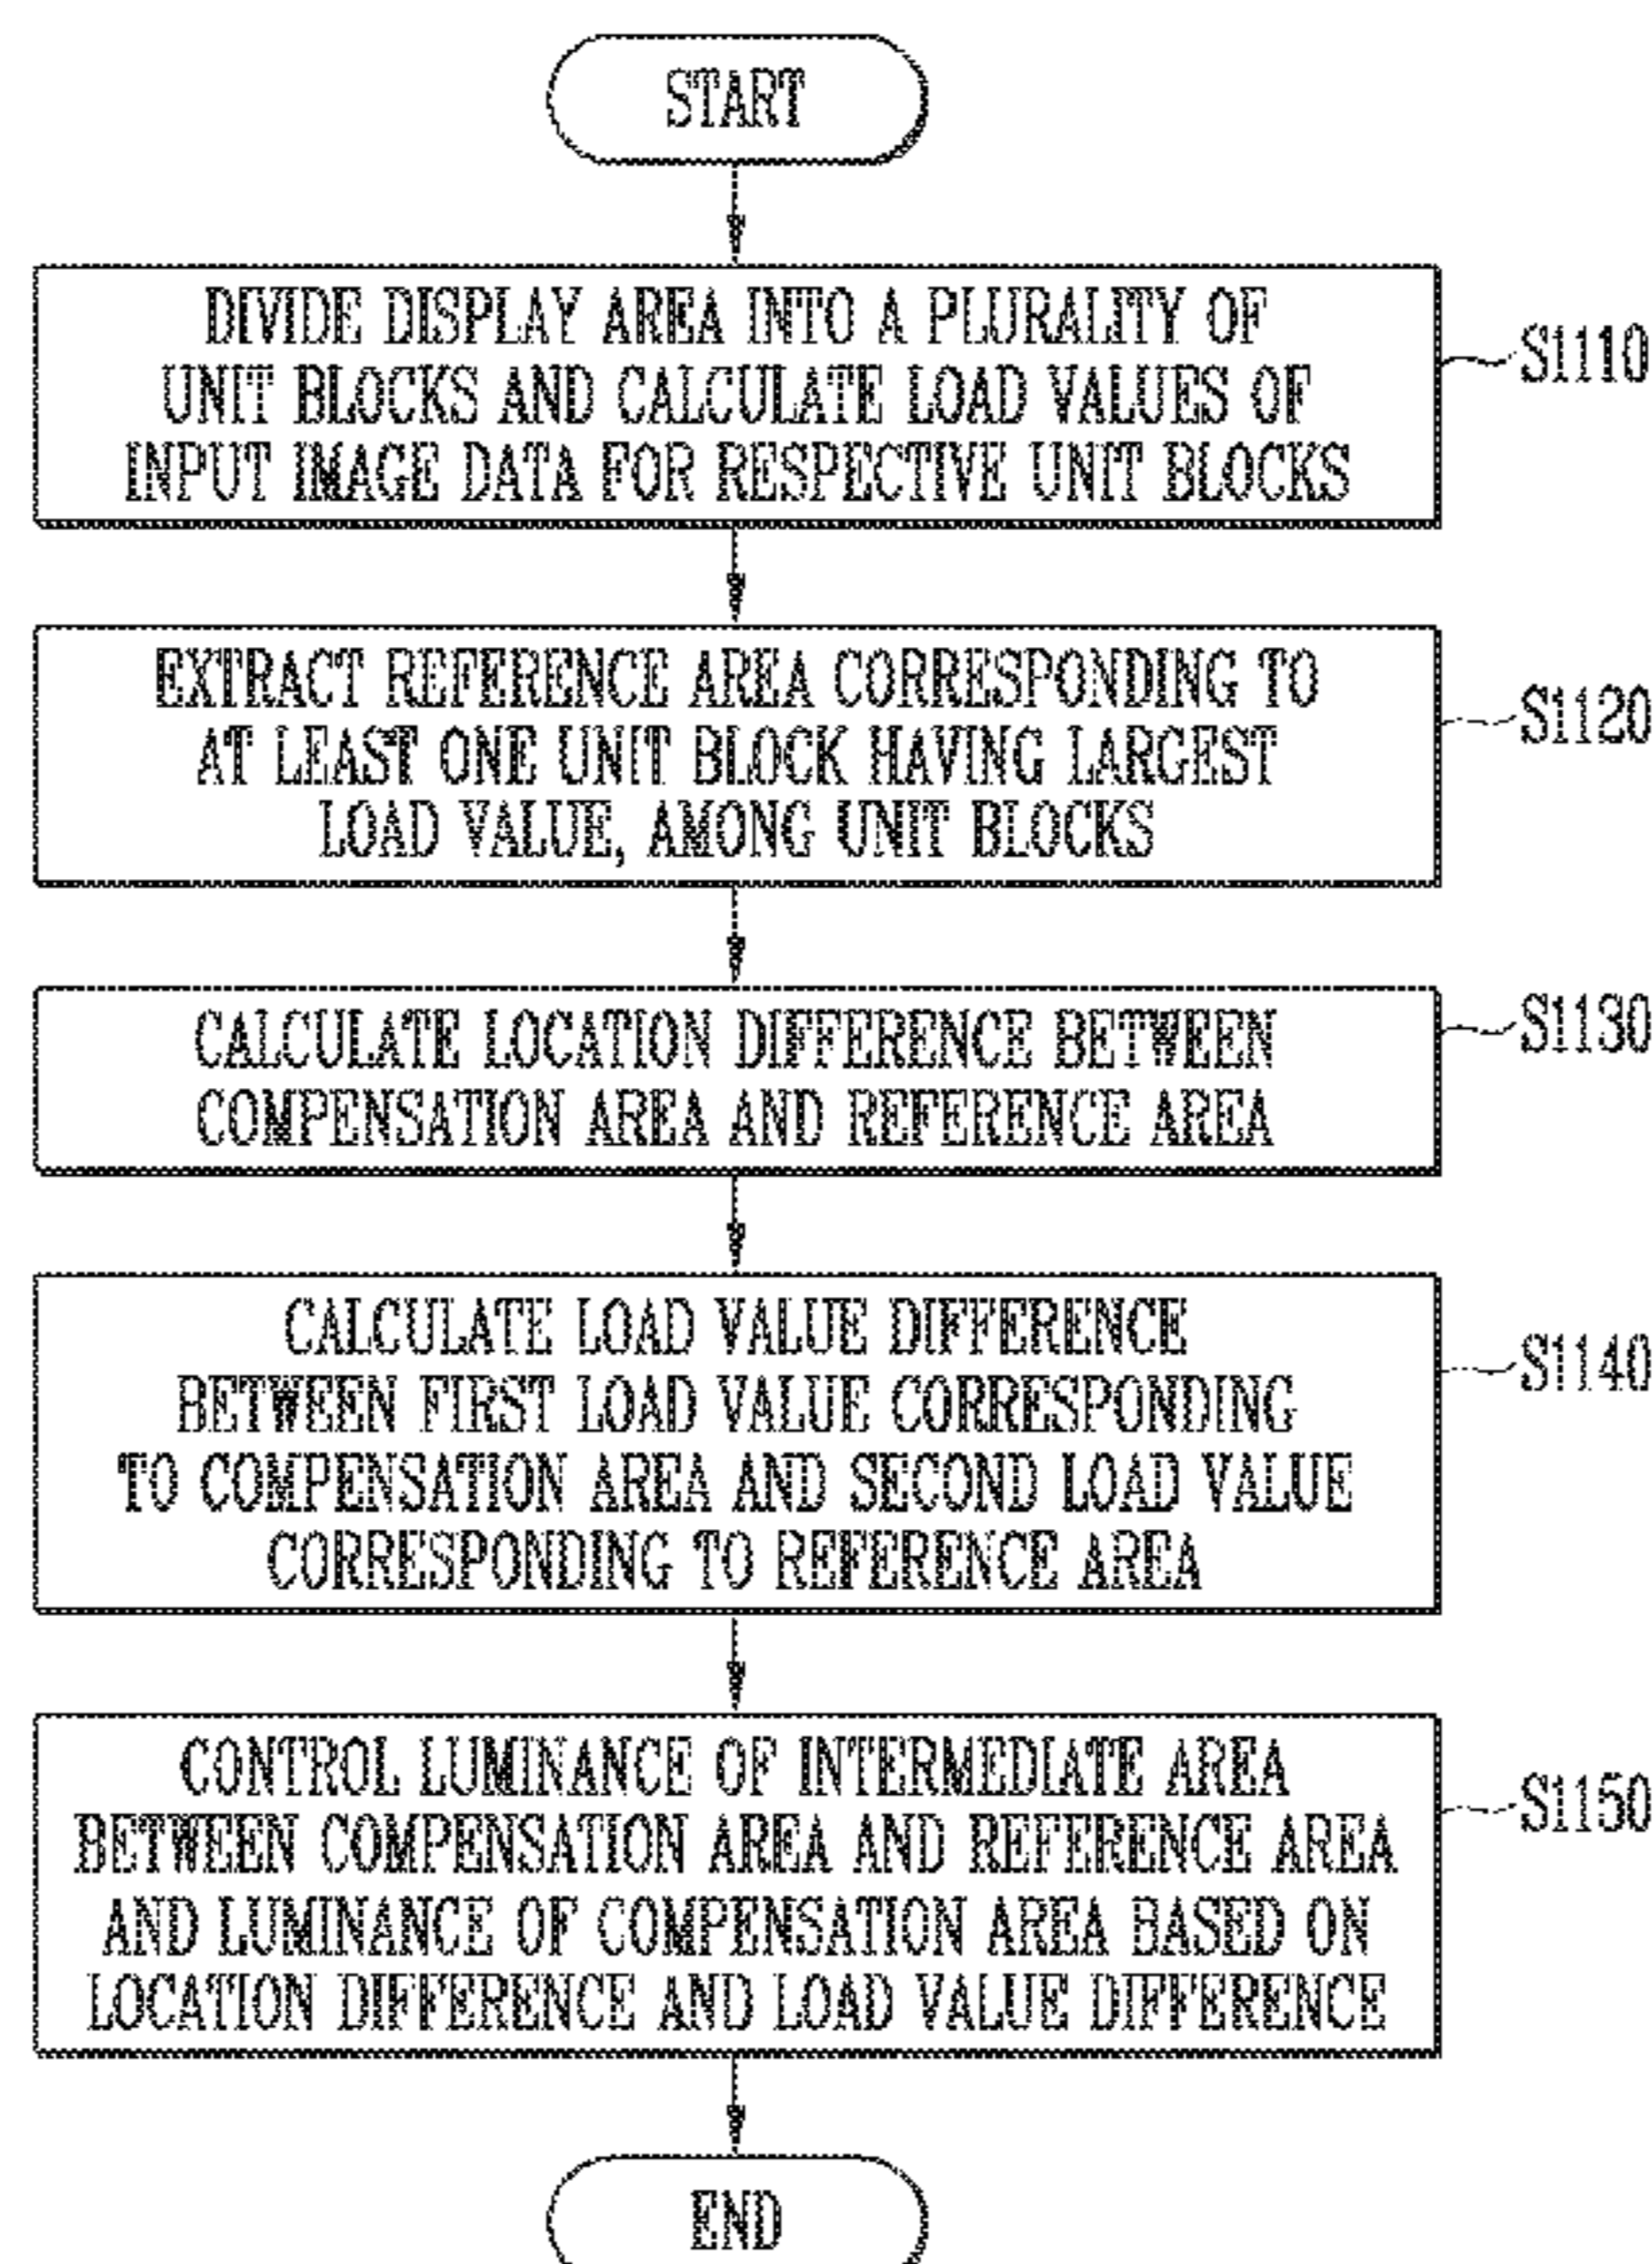 START
DIVIDE DISPLAY AREA INTO A PLURALITY OF
UNIT BLOCKS AND CALCULATE LOAD VALUES OF
INPUT IMAGE DATA FOR RESPECTIVE UNIT BLOCKS
S1110
EXTRACT REFERENCE AREA CORRESPONDING TO
AT LEAST ONE UNIT BLOCK HAVING LARGEST
LOAD VALUE, AMONG UNIT BLOCKS
S1120
CALCULATE LOCATION DIFFERENCE BETWEEN
COMPENSATION AREA AND REFERENCE AREA
S1130
CALCULATE LOAD VALUE DIFFERENCE
BETWEEN FIRST LOAD VALUE CORRESPONDING
TO COMPENSATION AREA AND SECOND LOAD VALUE
CORRESPONDING TO REFERENCE AREA
S1140
CONTROL LUMINANCE OF INTERMEDIATE AREA
BETWEEN COMPENSATION AREA AND REFERENCE AREA
AND LUMINANCE OF COMPENSATION AREA BASED ON
LOCATION DIFFERENCE AND LOAD VALUE DIFFERENCE
S1150
END